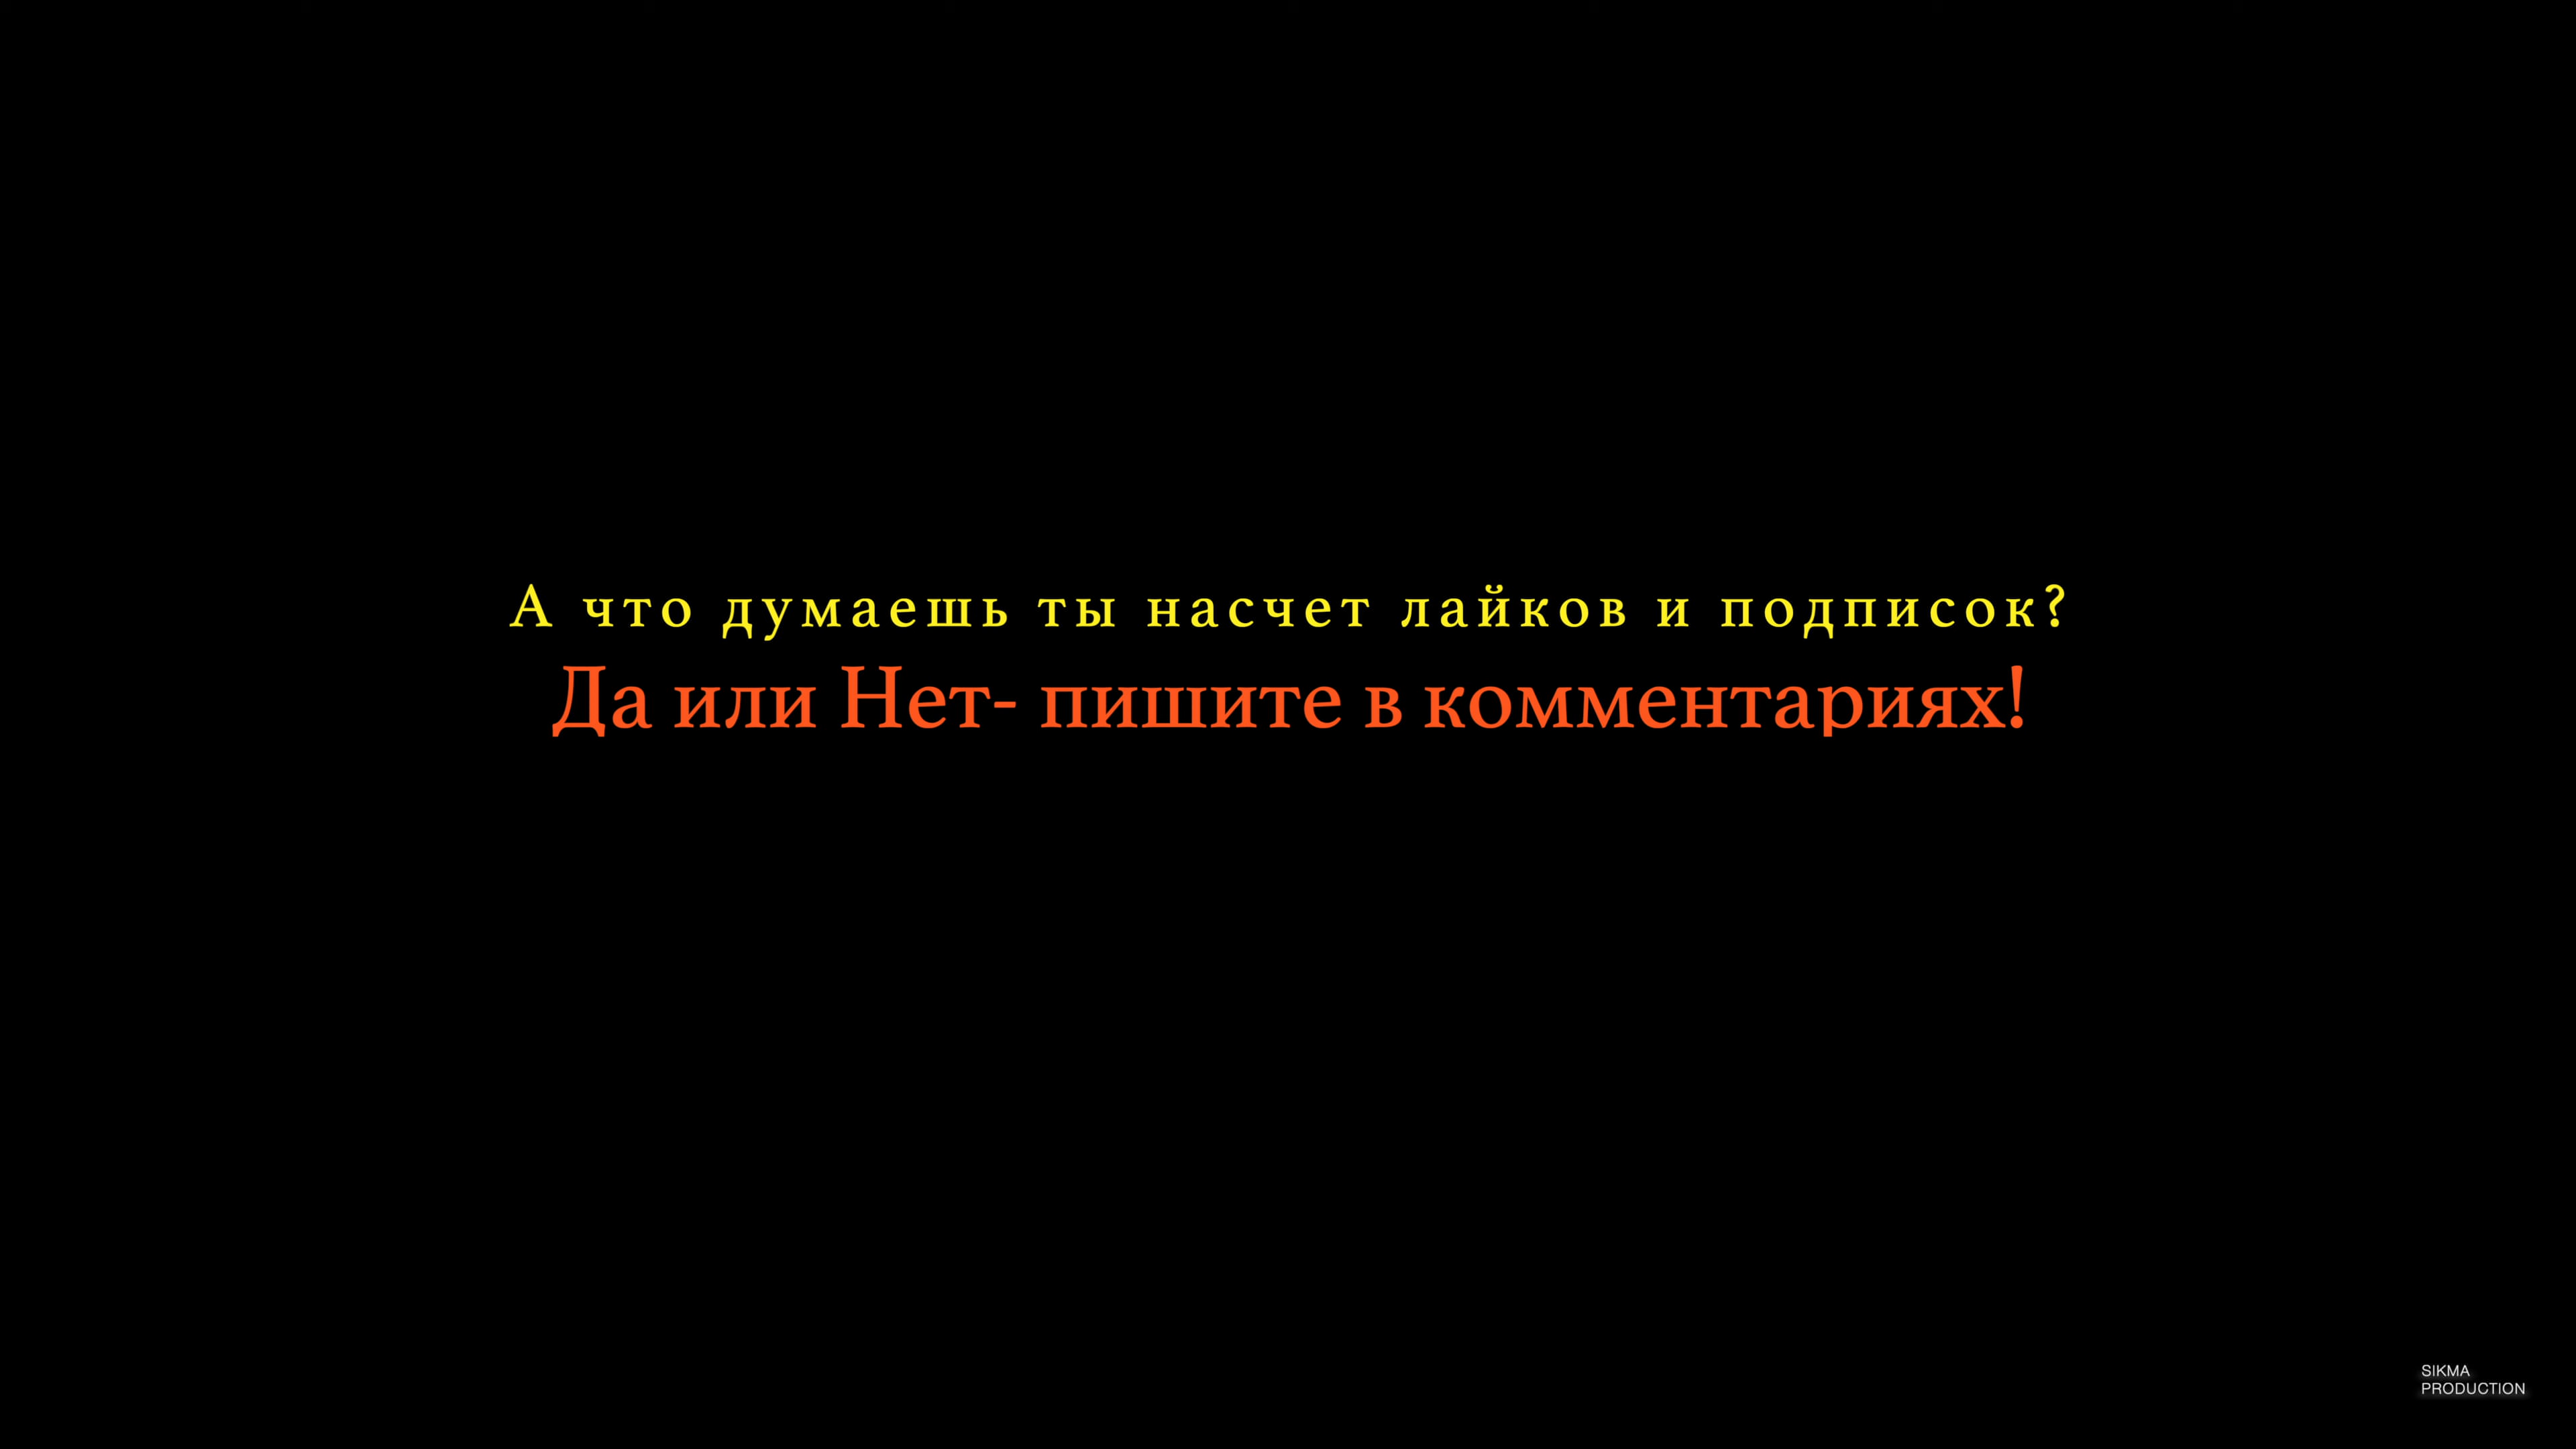 А что думаешь ты насчет лайков и подписок?
Да или Нет- пишите в комментариях!
SIKMA
PRODUCTION